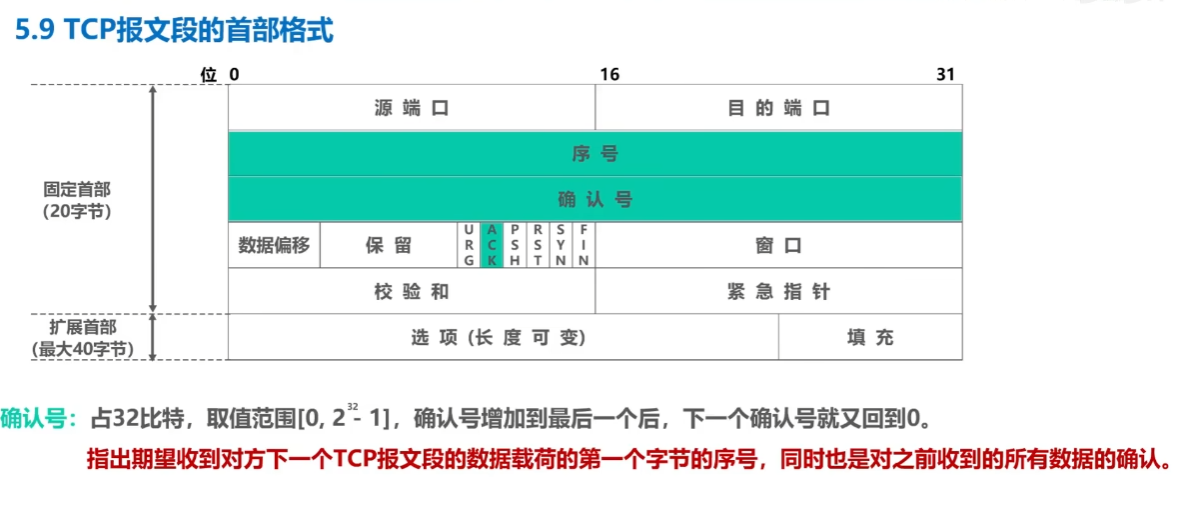 5.9 TCP报文段的首部格式
位 0 16 31
源 端 口 目 的 端 口
序 号
固定首部
(20字节)
确 认 号
数据偏移 保 留 URG ACK PSH RST SYN FIN 窗 口
校 验 和 紧 急 指 针
扩展首部
(最大40字节)
选 项 (长 度 可 变) 填 充
确认号：占32比特，取值范围[0, 2^32 - 1]，确认号增加到最后一个后，下一个确认号就又回到0。
指出期望收到对方下一个TCP报文段的数据载荷的第一个字节的序号，同时也是对之前收到的所有数据的确认。